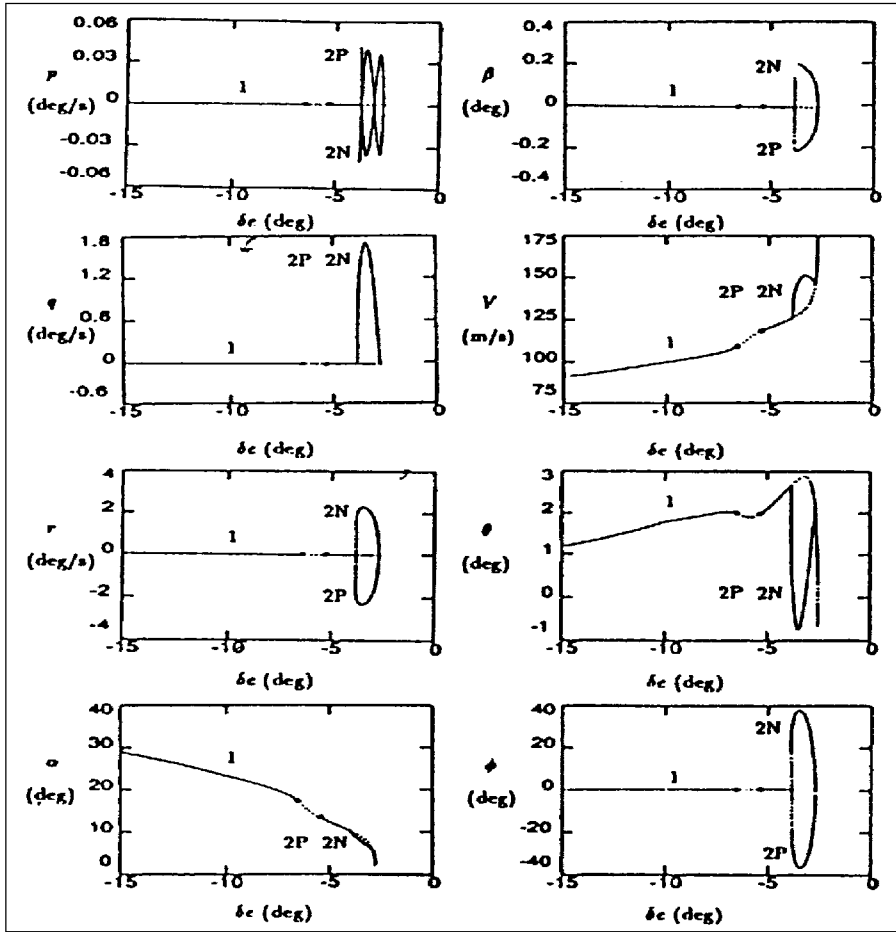 0.06
0.03
0
-0.03
-0.06
p
(deg/s)
1
2P
2N
-15
-10
-5
0
δe (deg)
0.4
0.2
0
-0.2
-0.4
β
(deg)
1
2N
2P
-15
-10
-5
0
δe (deg)
1.8
1.2
0.6
0
-0.6
q
(deg/s)
1
2P 2N
-15
-10
-5
0
δe (deg)
175
150
125
100
75
V
(m/s)
1
2P 2N
-15
-10
-5
0
δe (deg)
4
2
0
-2
-4
r
(deg/s)
1
2N
2P
-15
-10
-5
0
δe (deg)
3
2
1
0
-1
θ
(deg)
1
2P 2N
-15
-10
-5
0
δe (deg)
40
30
20
10
0
α
(deg)
1
2P 2N
-15
-10
-5
0
δe (deg)
40
20
0
-20
-40
ϕ
(deg)
1
2N
2P
-15
-10
-5
0
δe (deg)